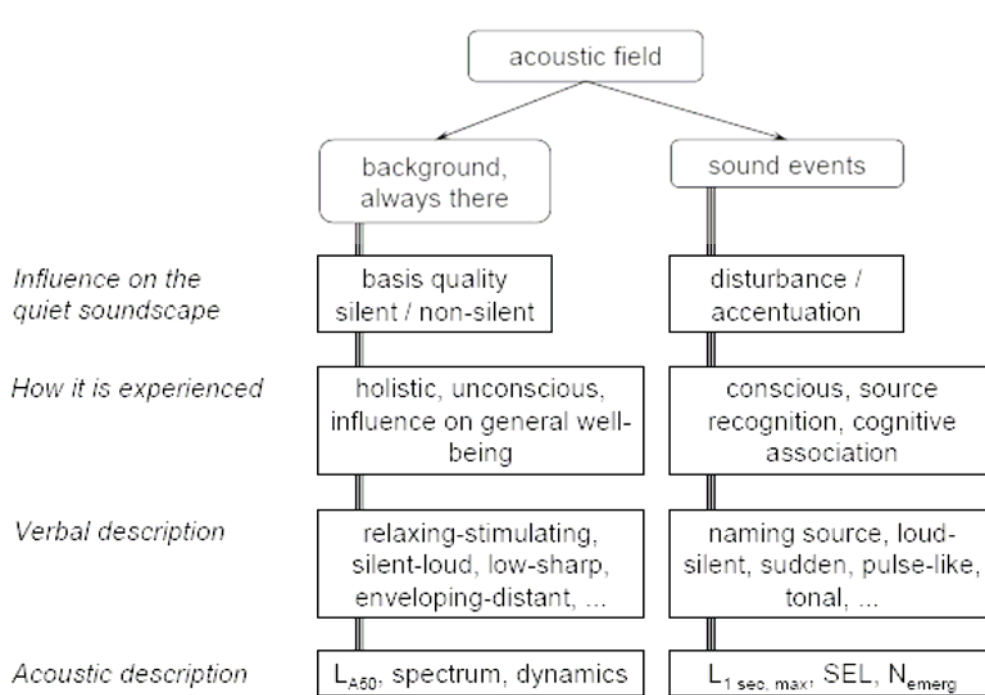 acoustic field
background,
always there
sound events
Influence on the
quiet soundscape
basis quality
silent / non-silent
disturbance /
accentuation
How it is experienced
holistic, unconscious,
influence on general well-
being
conscious, source
recognition, cognitive
association
Verbal description
relaxing-stimulating,
silent-loud, low-sharp,
enveloping-distant, ...
naming source, loud-
silent, sudden, pulse-like,
tonal, ...
Acoustic description
LA50, spectrum, dynamics
L1 sec, max, SEL, Nemerg